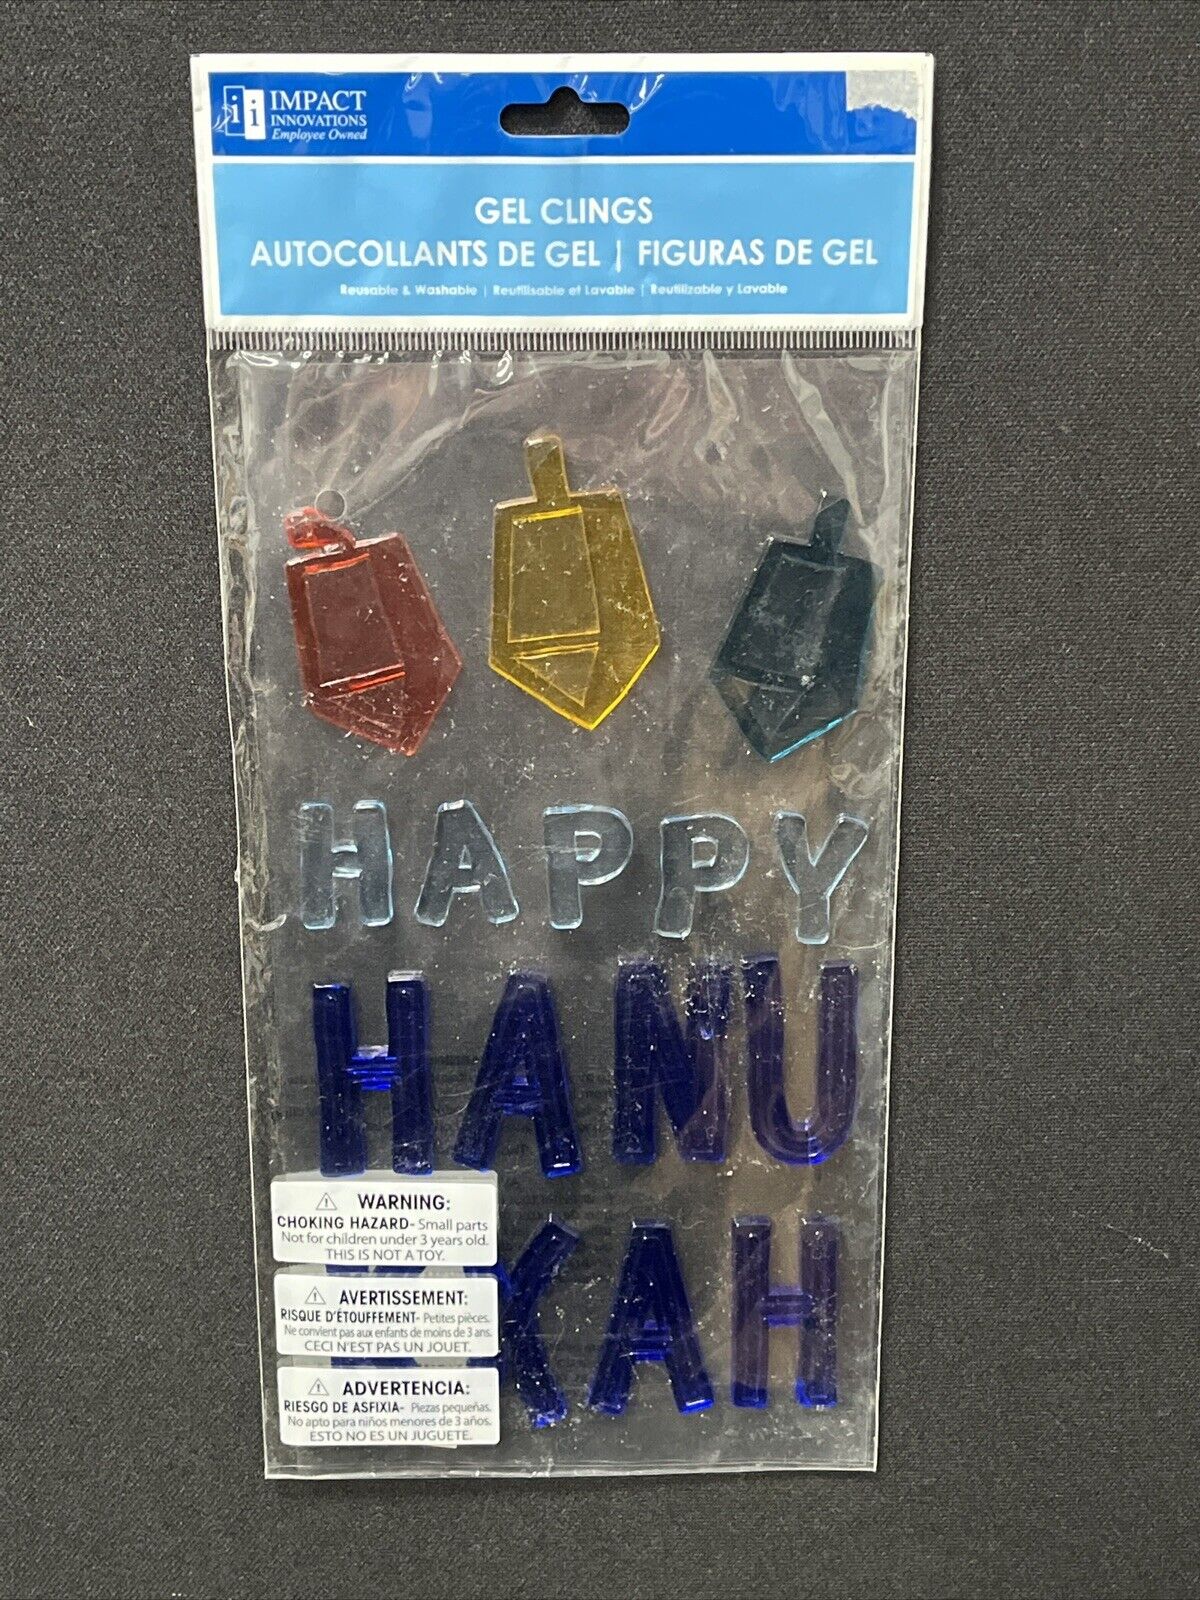 ii IMPACT
INNOVATIONS
Employee Owned
GEL CLINGS
AUTOCOLLANTS DE GEL | FIGURAS DE GEL
Reusable & Washable | Reutilisable et Lavable | Reutilizable y Lavable
HAPPY
HANU
KKAH
⚠ WARNING:
CHOKING HAZARD- Small parts
Not for children under 3 years old.
THIS IS NOT A TOY.
⚠ AVERTISSEMENT:
RISQUE D'ÉTOUFFEMENT- Petites pièces.
Ne convient pas aux enfants de moins de 3 ans.
CECI N'EST PAS UN JOUET.
⚠ ADVERTENCIA:
RIESGO DE ASFIXIA- Piezas pequeñas.
No apto para niños menores de 3 años.
ESTO NO ES UN JUGUETE.